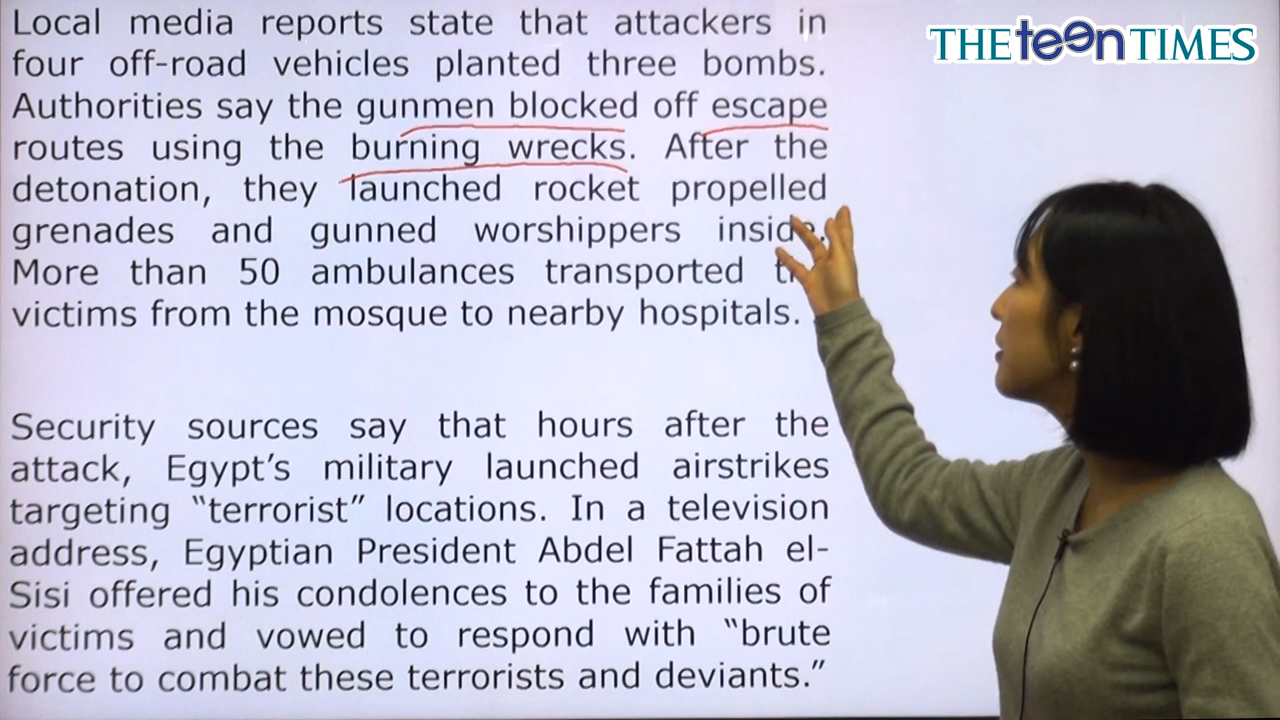 Local media reports state that attackers in
four off-road vehicles planted three bombs.
Authorities say the gunmen blocked off escape
routes using the burning wrecks. After the
detonation, they launched rocket propelled
grenades and gunned worshippers inside.
More than 50 ambulances transported
victims from the mosque to nearby hospitals.
Security sources say that hours after the
attack, Egypt's military launched airstrikes
targeting "terrorist" locations. In a television
address, Egyptian President Abdel Fattah el-
Sisi offered his condolences to the families of
victims and vowed to respond with "brute
force to combat these terrorists and deviants."
THE teen TIMES